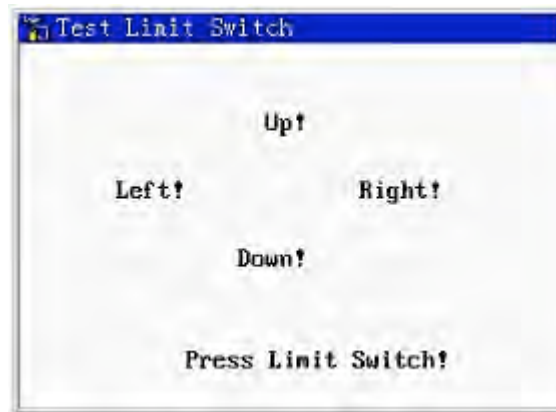 Test Limit Switch
Up!
Left! Right!
Down!
Press Limit Switch!